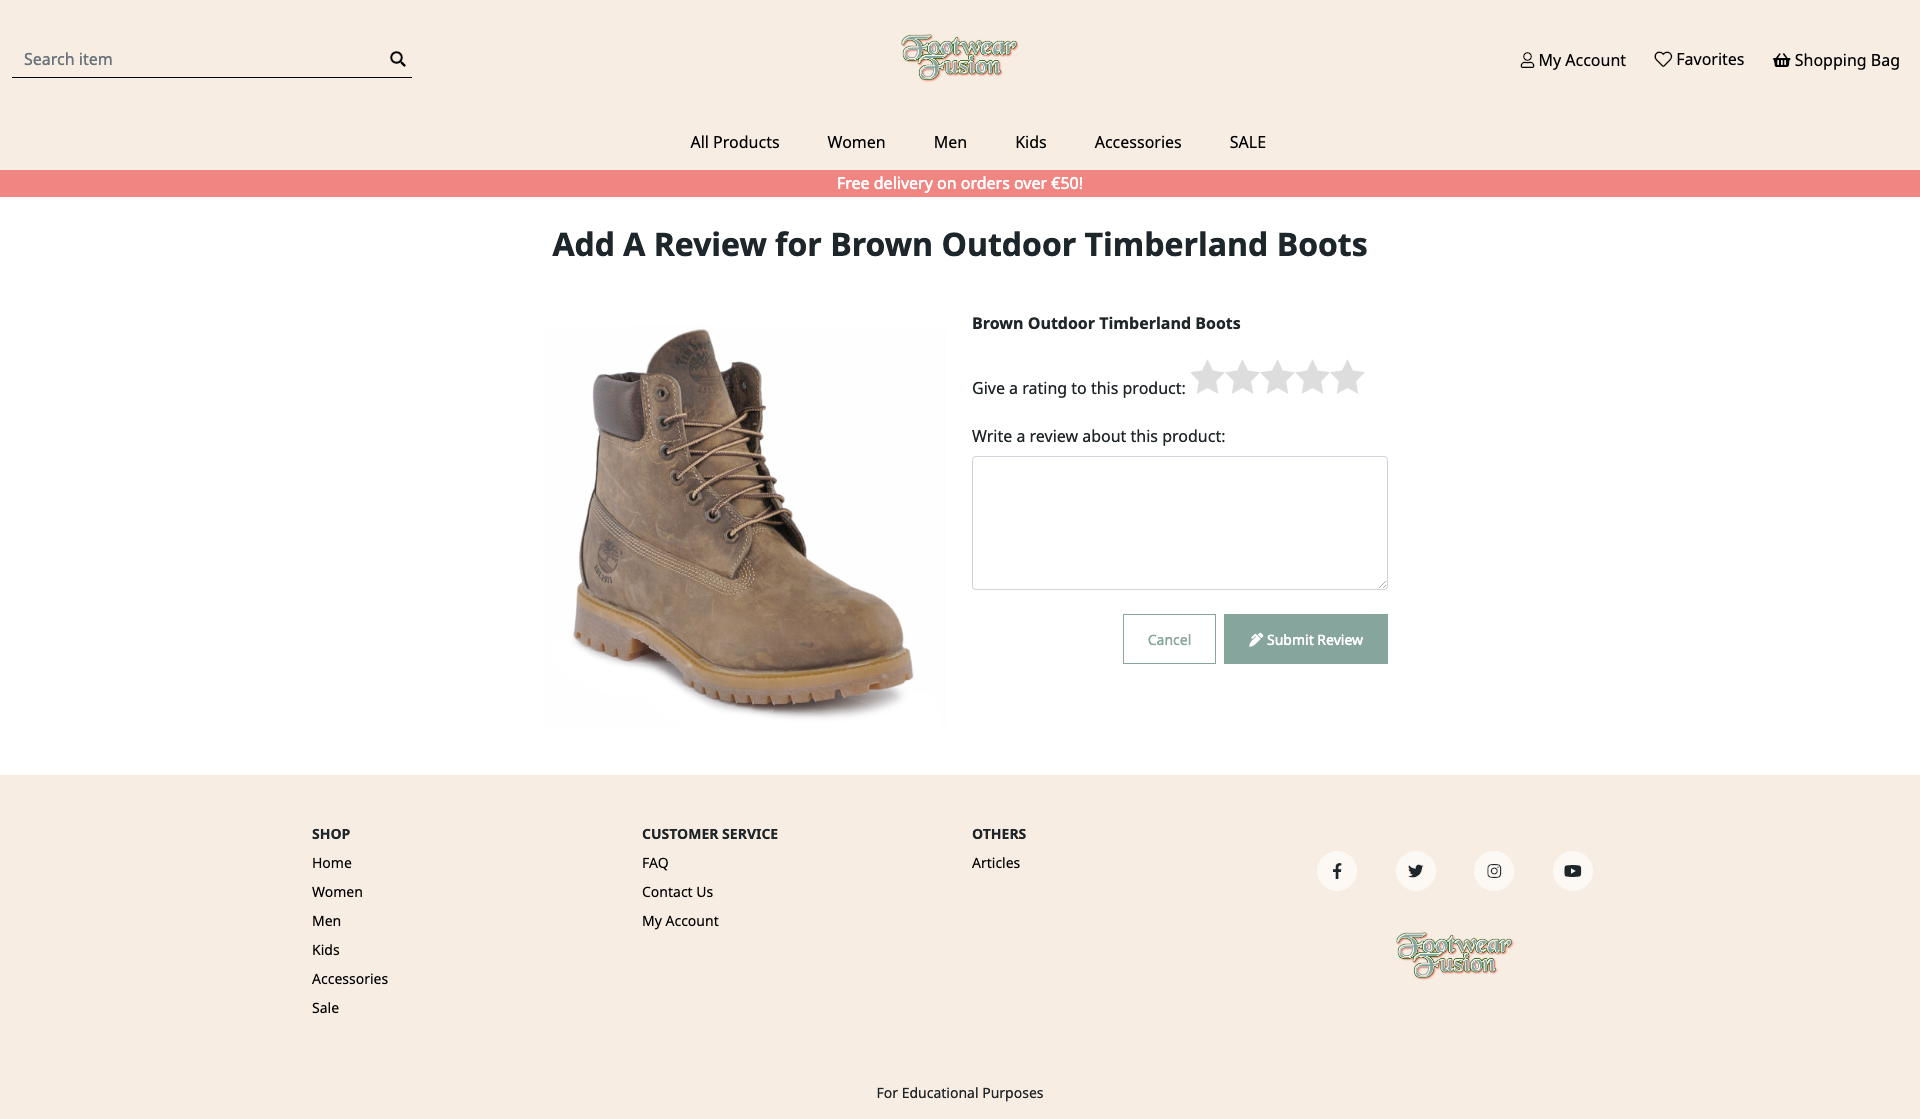 Search item
Footwear
Fusion
My Account
Favorites
Shopping Bag
All Products
Women
Men
Kids
Accessories
SALE
Free delivery on orders over €50!
Add A Review for Brown Outdoor Timberland Boots
Brown Outdoor Timberland Boots
Give a rating to this product:
Write a review about this product:
Cancel
Submit Review
SHOP
Home
Women
Men
Kids
Accessories
Sale
CUSTOMER SERVICE
FAQ
Contact Us
My Account
OTHERS
Articles
Footwear
Fusion
For Educational Purposes